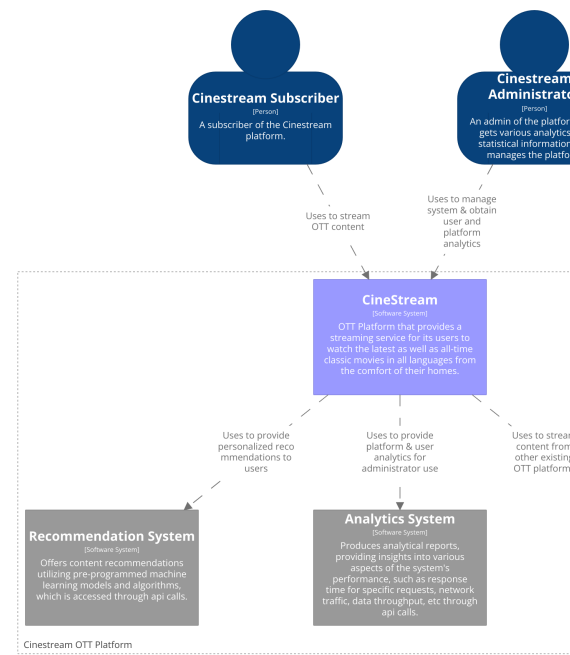 Cinestream Subscriber
[Person]
A subscriber of the Cinestream
platform.
Cinestream
Administrato
[Person]
An admin of the platfor
gets various analytics
statistical information
manages the platfo
Uses to stream
OTT content
Uses to manage
system & obtain
user and
platform
analytics
CineStream
[Software System]
OTT Platform that provides a
streaming service for its users to
watch the latest as well as all-time
classic movies in all languages from
the comfort of their homes.
Uses to provide
personalized reco
mmendations to
users
Uses to provide
platform & user
analytics for
administrator use
Uses to strea
content from
other existing
OTT platform
Recommendation System
[Software System]
Offers content recommendations
utilizing pre-programmed machine
learning models and algorithms,
which is accessed through api calls.
Analytics System
[Software System]
Produces analytical reports,
providing insights into various
aspects of the system's
performance, such as response
time for specific requests, network
traffic, data throughput, etc through
api calls.
Cinestream OTT Platform